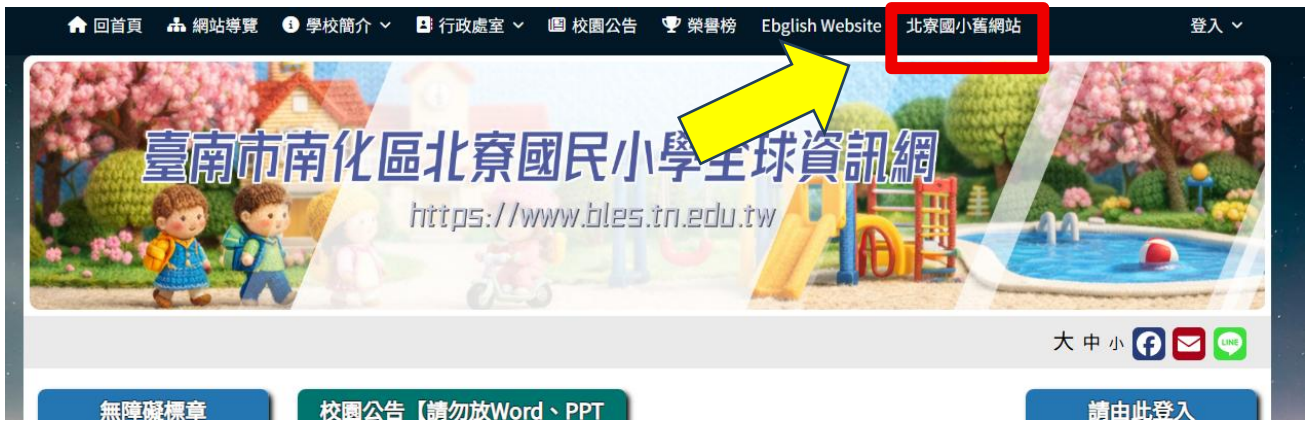 回首頁 網站導覽 學校簡介 行政處室 校園公告 榮譽榜 Ebglish Website 北寮國小舊網站 登入
臺南市南化區北寮國民小學全球資訊網
https://www.bles.tn.edu.tw
大 中 小 LINE
無障礙標章 校園公告【請勿放Word、PPT 請由此登入